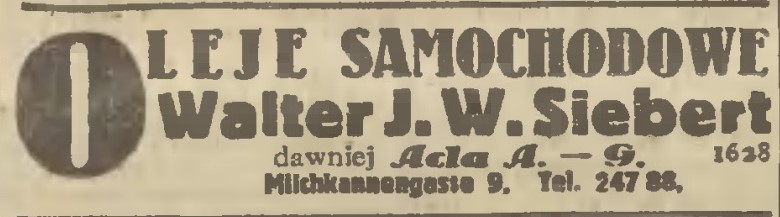 OLEJE SAMOCHODOWE
Walter J. W. Siebert
dawniej Acla A. — G. 1628
Milchkannengasse 9. Tel. 247 88.